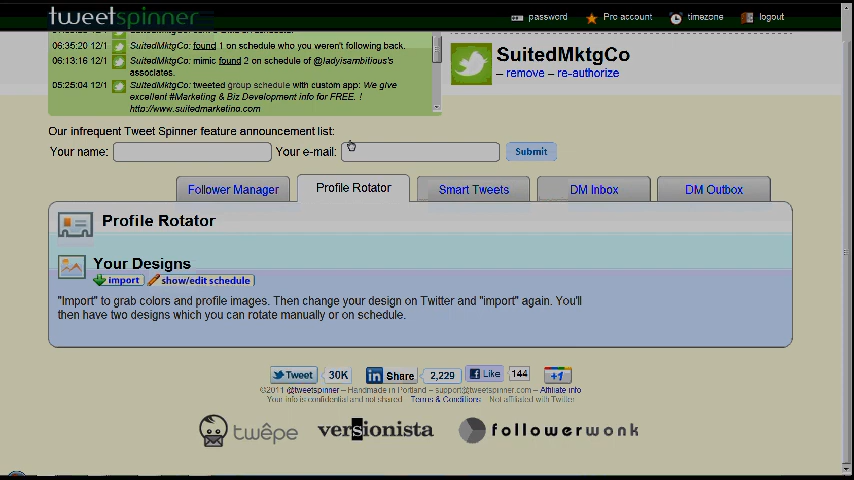 tweetspinner
password
Pro account
timezone
logout
06:35:20 12/1 SuitedMktgCo: found 1 on schedule who you weren't following back.
06:13:16 12/1 SuitedMktgCo: mimic found 2 on schedule of @ladyisambitious's
associates.
05:25:04 12/1 SuitedMktgCo: tweeted group schedule with custom app: We give
excellent #Marketing & Biz Development info for FREE. !
http://www.suitedmarketing.com
SuitedMktgCo
– remove – re-authorize
Our infrequent Tweet Spinner feature announcement list:
Your name: Your e-mail: Submit
Follower Manager
Profile Rotator
Smart Tweets
DM Inbox
DM Outbox
Profile Rotator
Your Designs
import show/edit schedule
"Import" to grab colors and profile images. Then change your design on Twitter and "import" again. You'll
then have two designs which you can rotate manually or on schedule.
Tweet 30K in Share 2,229 Like 144 +1
©2011 @tweetspinner – Handmade in Portland – support@tweetspinner.com – Affiliate info
Your info is confidential and not shared – Terms & Conditions – Not affiliated with Twitter
twêpe versionista followerwonk